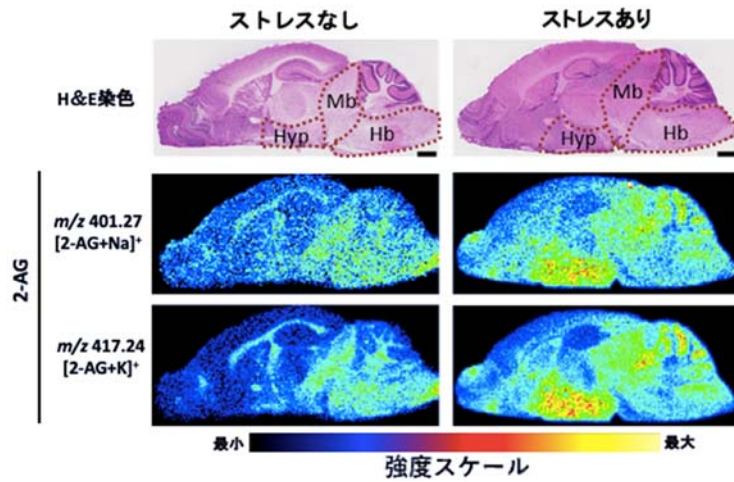 ストレスなし
ストレスあり
H&E染色
Mb
Hyp
Hb
Mb
Hyp
Hb
2-AG
m/z 401.27
[2-AG+Na]⁺
m/z 417.24
[2-AG+K]⁺
最小
最大
強度スケール